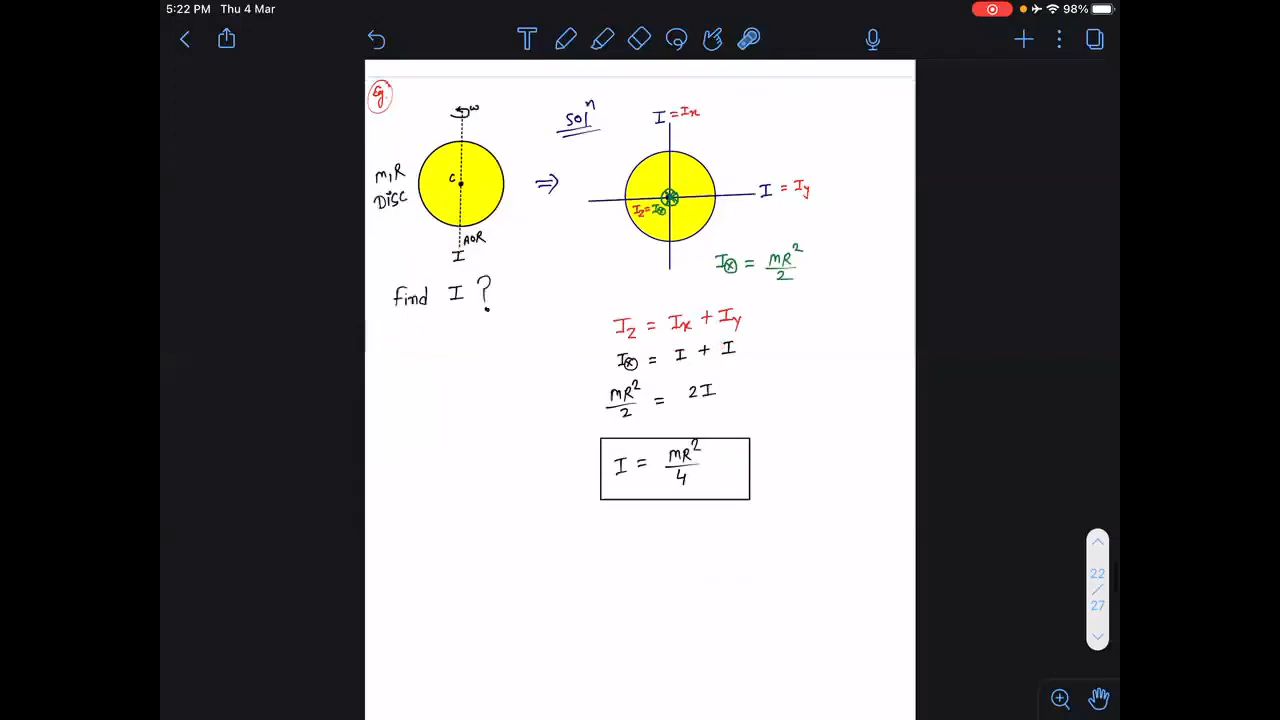 5:22 PM Thu 4 Mar
98%
T
Eg.
ω
M,R
DISC
C
AOR
I
find I ?
Solⁿ
I = Ix
⇒
I = Iy
Iz = I⊗
I⊗ = MR²/2
Iz = Ix + Iy
I⊗ = I + I
MR²/2 = 2I
I = MR²/4
22
/
27